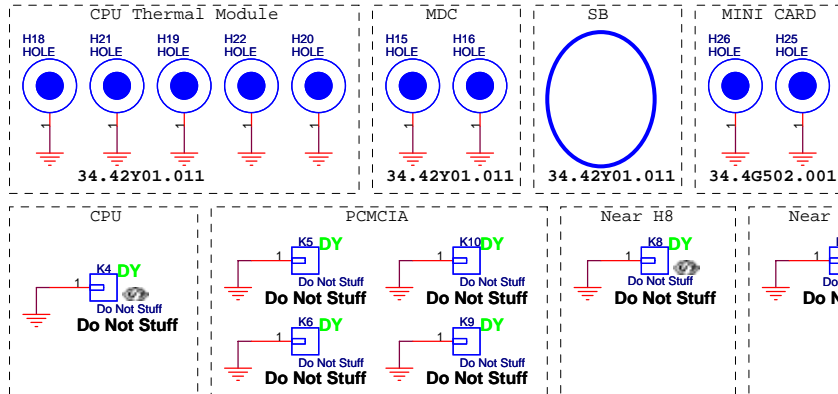 CPU Thermal Module
MDC
SB
MINI CARD
H18 HOLE
H21 HOLE
H19 HOLE
H22 HOLE
H20 HOLE
H15 HOLE
H16 HOLE
H26 HOLE
H25 HOLE
1
1
1
1
1
1
1
1
1
34.42Y01.011
34.42Y01.011
34.42Y01.011
34.4G502.001
CPU
PCMCIA
Near H8
Near
K4 DY
1
Do Not Stuff
Do Not Stuff
K5 DY
1
Do Not Stuff
Do Not Stuff
K10 DY
1
Do Not Stuff
Do Not Stuff
K6 DY
1
Do Not Stuff
Do Not Stuff
K9 DY
1
Do Not Stuff
Do Not Stuff
K8 DY
1
Do Not Stuff
Do Not Stuff
1
Do
Do